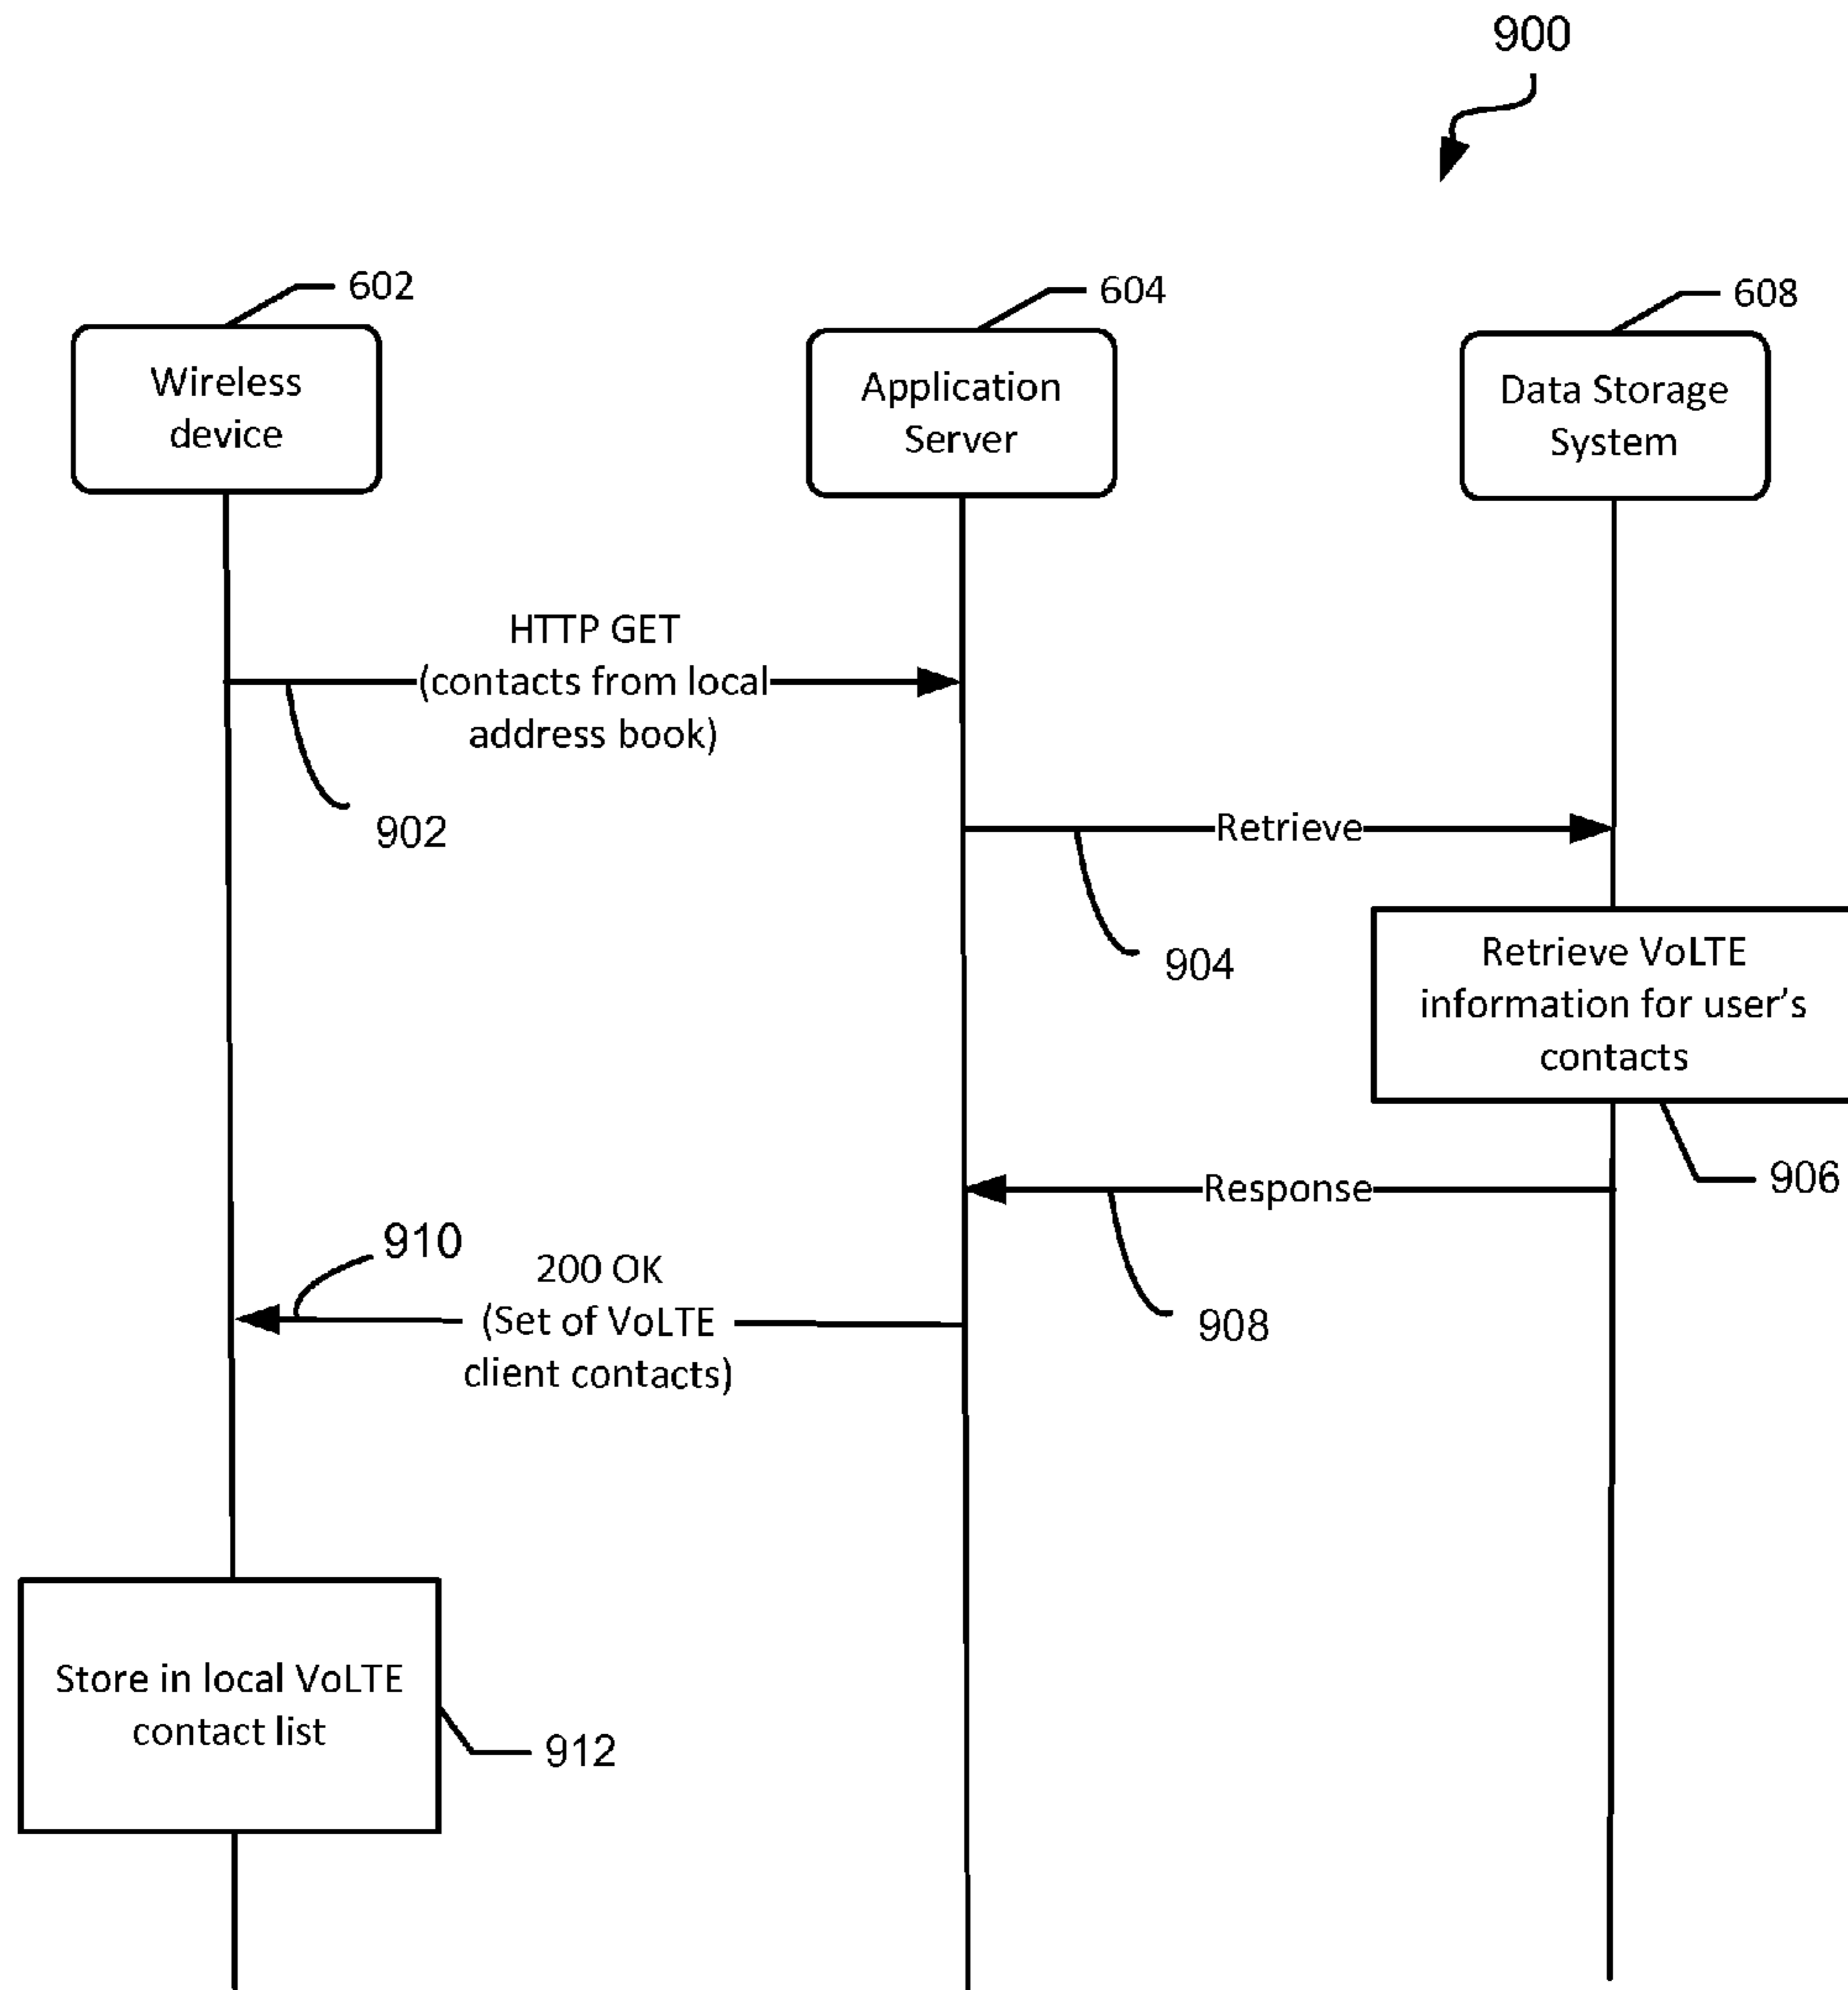 900
602
604
608
Wireless
device
Application
Server
Data Storage
System
HTTP GET
(contacts from local
address book)
902
Retrieve
904
Retrieve VoLTE
information for user’s
contacts
906
Response
908
910
200 OK
(Set of VoLTE
client contacts)
Store in local VoLTE
contact list
912